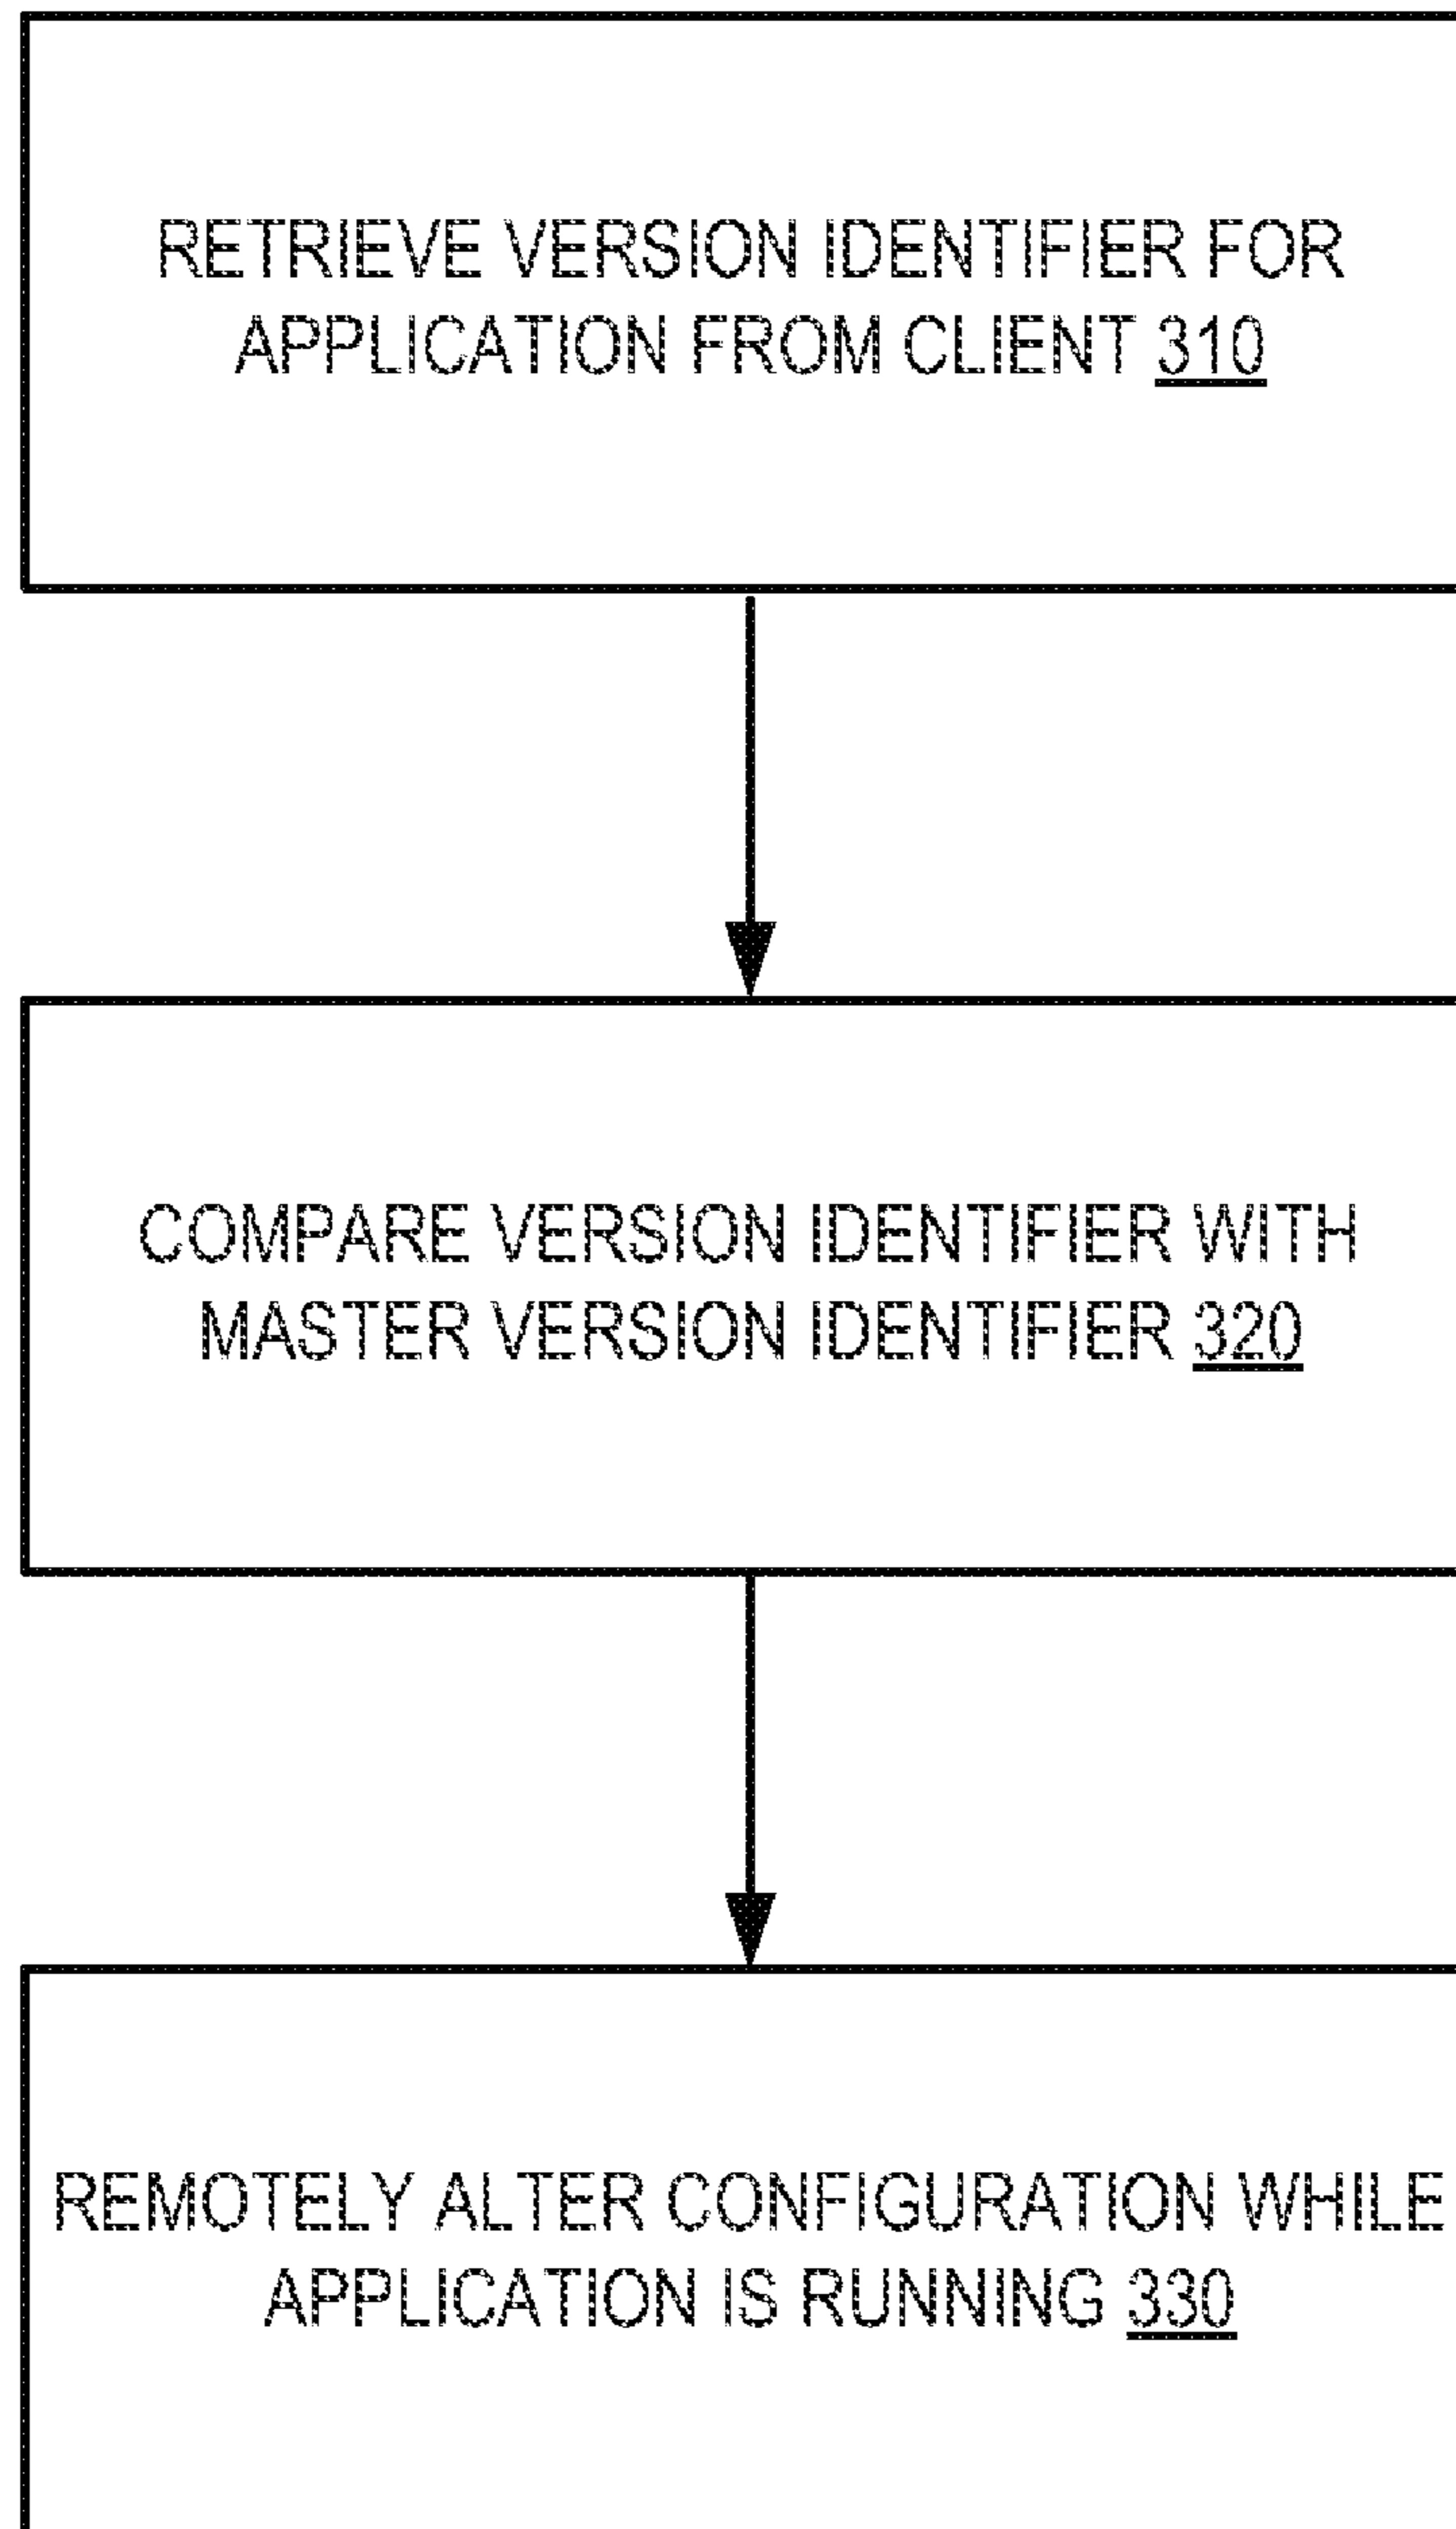 RETRIEVE VERSION IDENTIFIER FOR
APPLICATION FROM CLIENT 310
COMPARE VERSION IDENTIFIER WITH
MASTER VERSION IDENTIFIER 320
REMOTELY ALTER CONFIGURATION WHILE
APPLICATION IS RUNNING 330